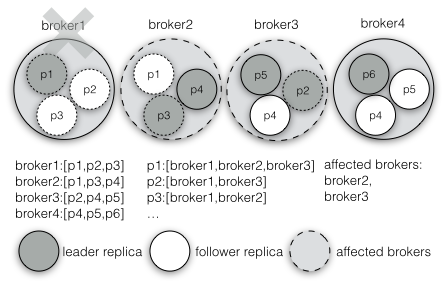 broker1 broker2 broker3 broker4
p1 p2 p3
p1 p4 p3
p5 p2 p4
p6 p5 p4
broker1:[p1,p2,p3]
broker2:[p1,p3,p4]
broker3:[p2,p4,p5]
broker4:[p4,p5,p6]
p1:[broker1,broker2,broker3]
p2:[broker1,broker3]
p3:[broker1,broker2]
...
affected brokers:
broker2,
broker3
leader replica follower replica affected brokers